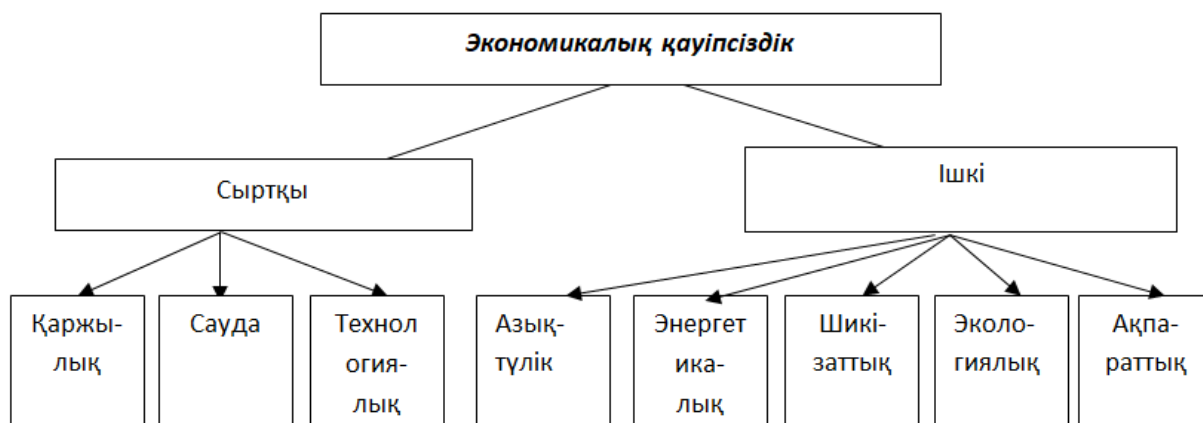 Экономикалық қауіпсіздік
Сыртқы
Ішкі
Қаржы-
лық
Сауда
Технол
огия-
лық
Азық-
түлік
Энергет
ика-
лық
Шикі-
заттық
Эколо-
гиялық
Ақпа-
раттық